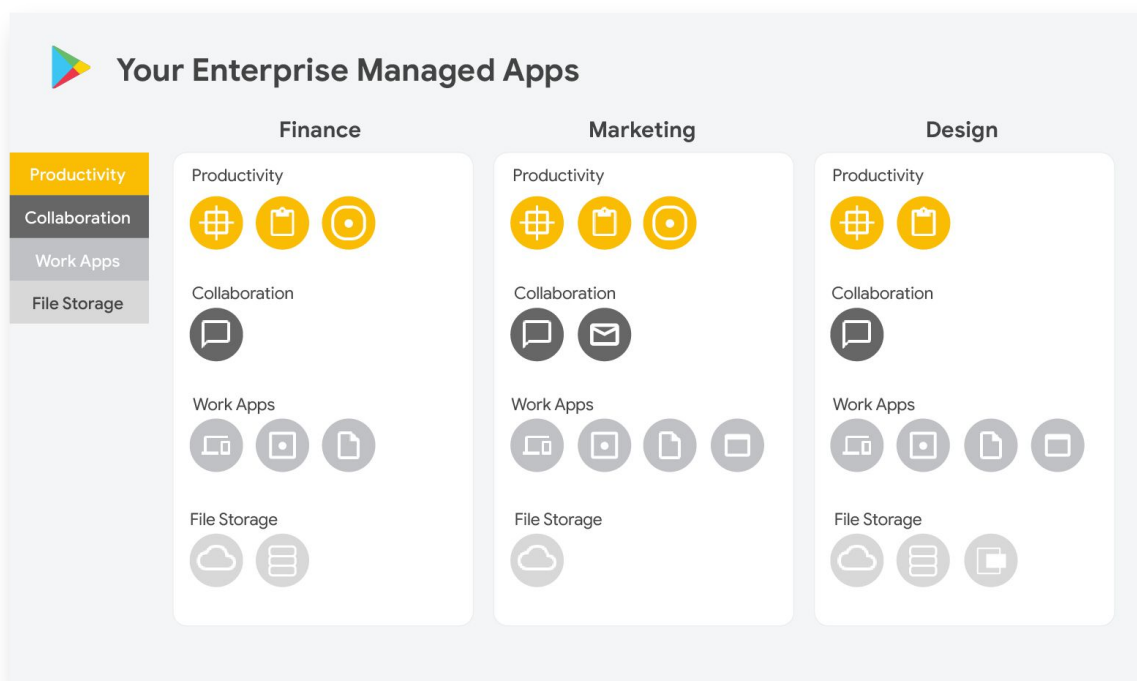 Your Enterprise Managed Apps
Finance
Marketing
Design
Productivity
Collaboration
Work Apps
File Storage
Productivity
Collaboration
Work Apps
File Storage
Productivity
Collaboration
Work Apps
File Storage
Productivity
Collaboration
Work Apps
File Storage